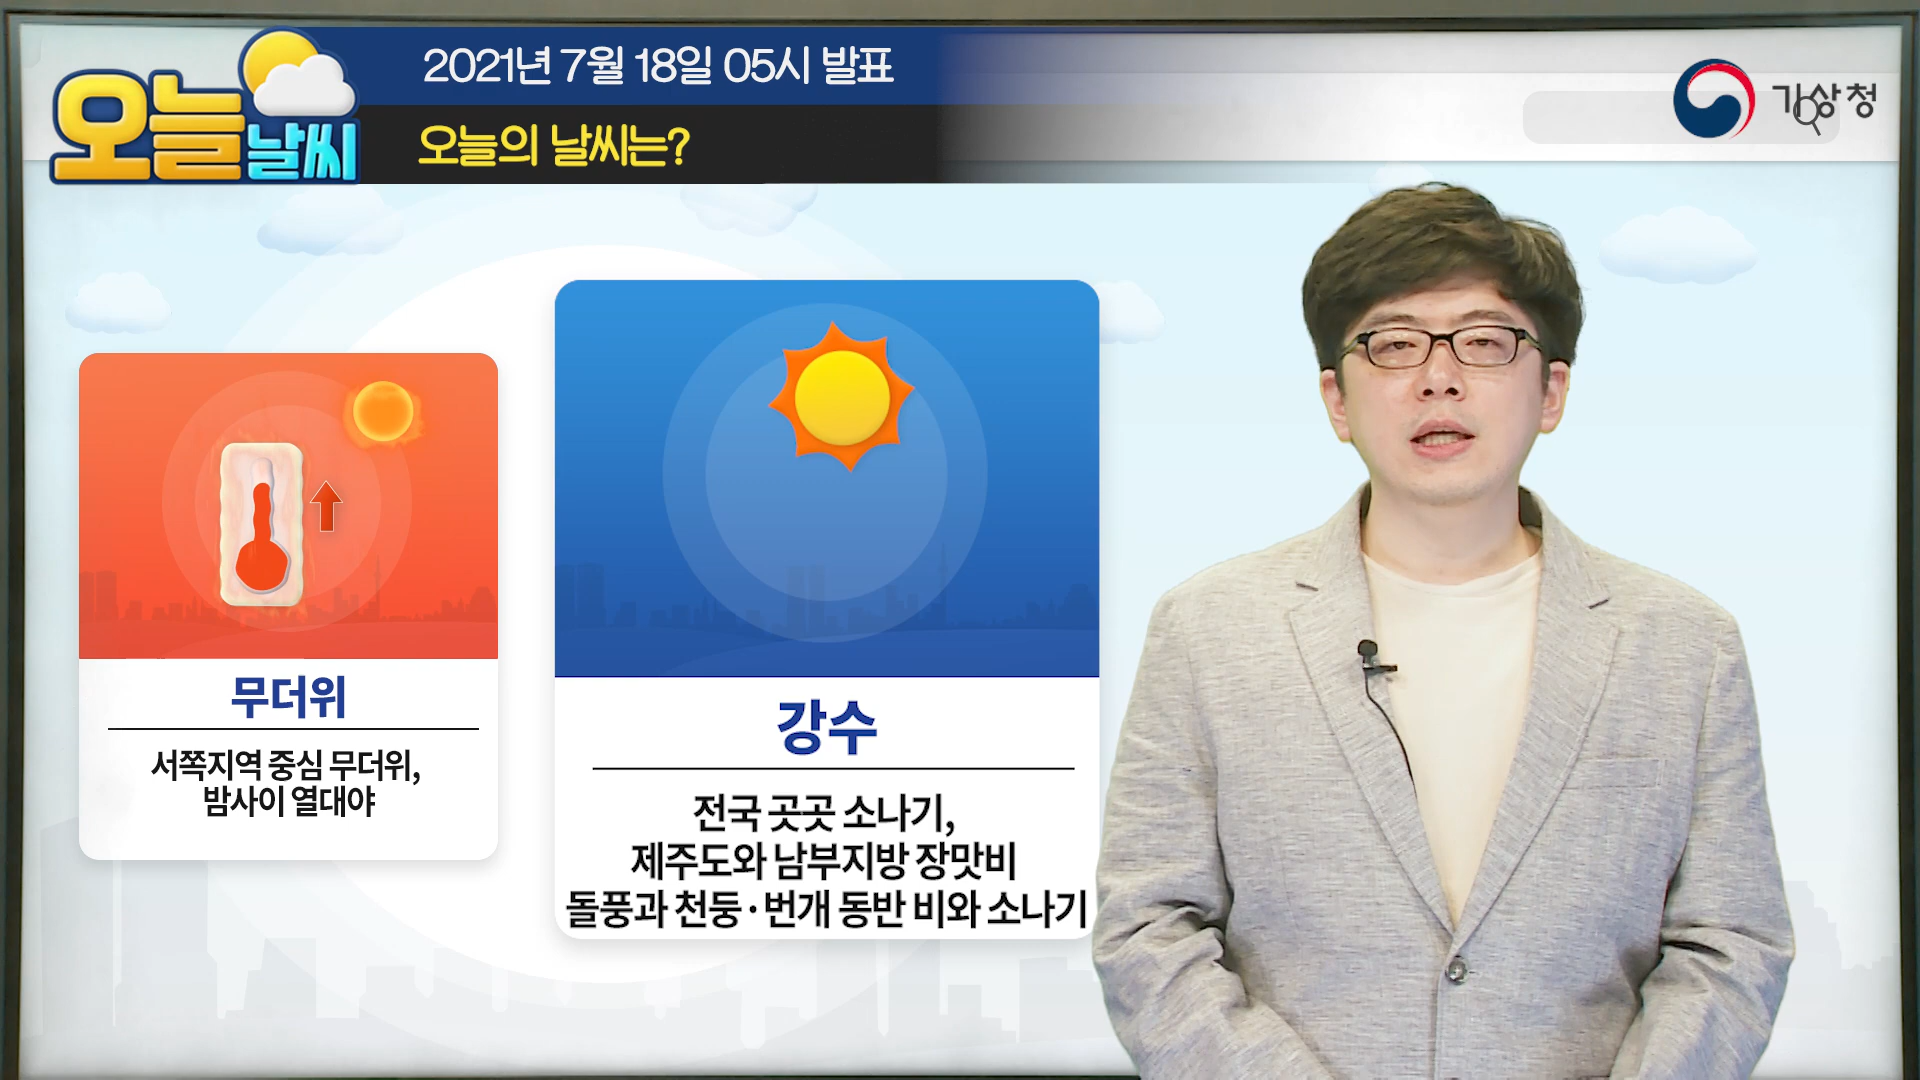 오늘
날씨
2021년 7월 18일 05시 발표
오늘의 날씨는?
기상청
무더위
서쪽지역 중심 무더위,
밤사이 열대야
강수
전국 곳곳 소나기,
제주도와 남부지방 장맛비
돌풍과 천둥·번개 동반 비와 소나기